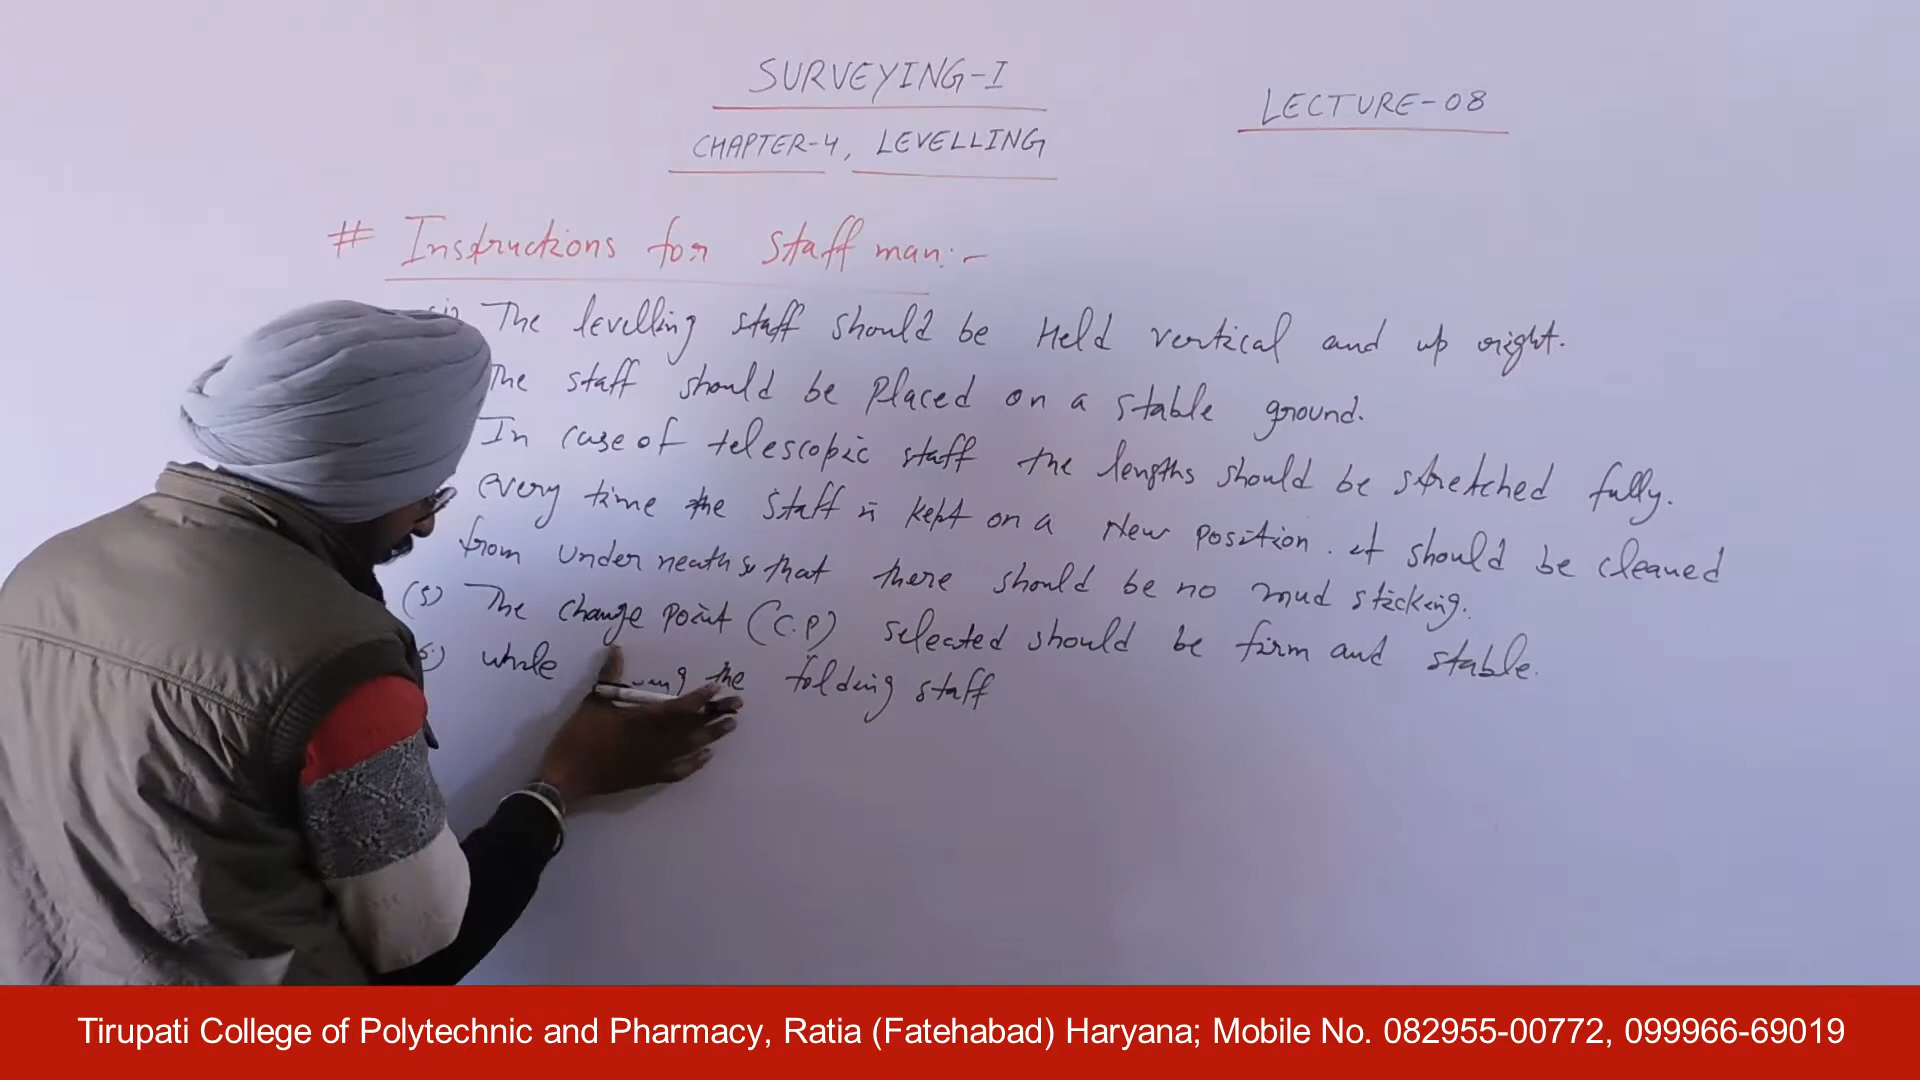 SURVEYING-I
LECTURE-08
CHAPTER-4, LEVELLING
# Instructions for Staff man:-
The levelling staff should be Held vertical and up right.
The staff should be Placed on a stable ground.
In case of telescopic staff the lengths should be stretched fully.
every time the staff is kept on a New position. it should be cleaned
from under neath so that there should be no mud sticking.
(5) The change point (C.P) selected should be firm and stable.
while the folding staff
Tirupati College of Polytechnic and Pharmacy, Ratia (Fatehabad) Haryana; Mobile No. 082955-00772, 099966-69019